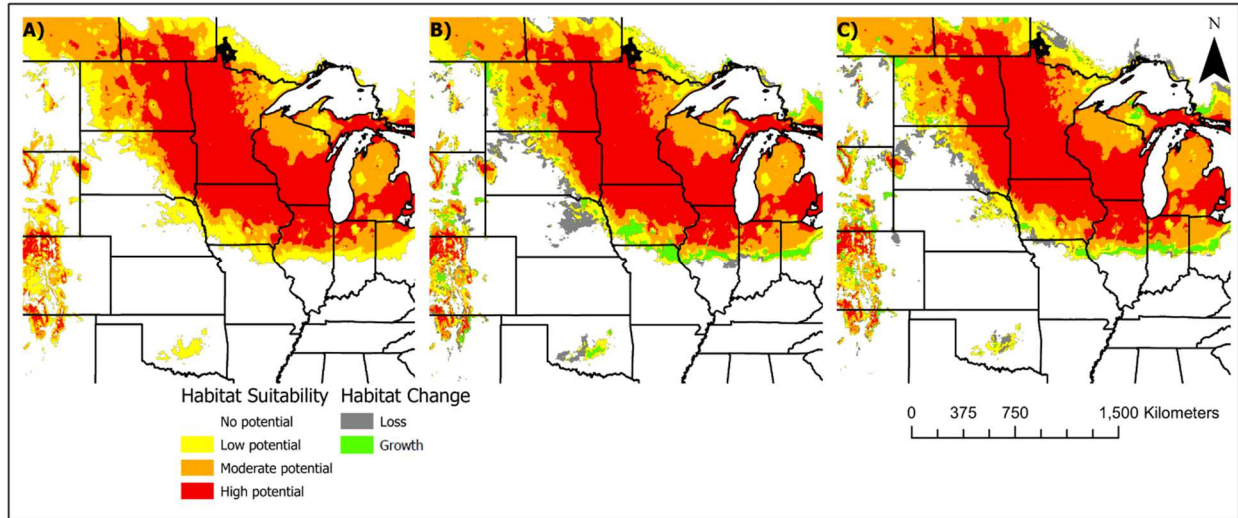 A)
B)
C)
N
Habitat Suitability
No potential
Low potential
Moderate potential
High potential
Habitat Change
Loss
Growth
0 375 750 1,500 Kilometers